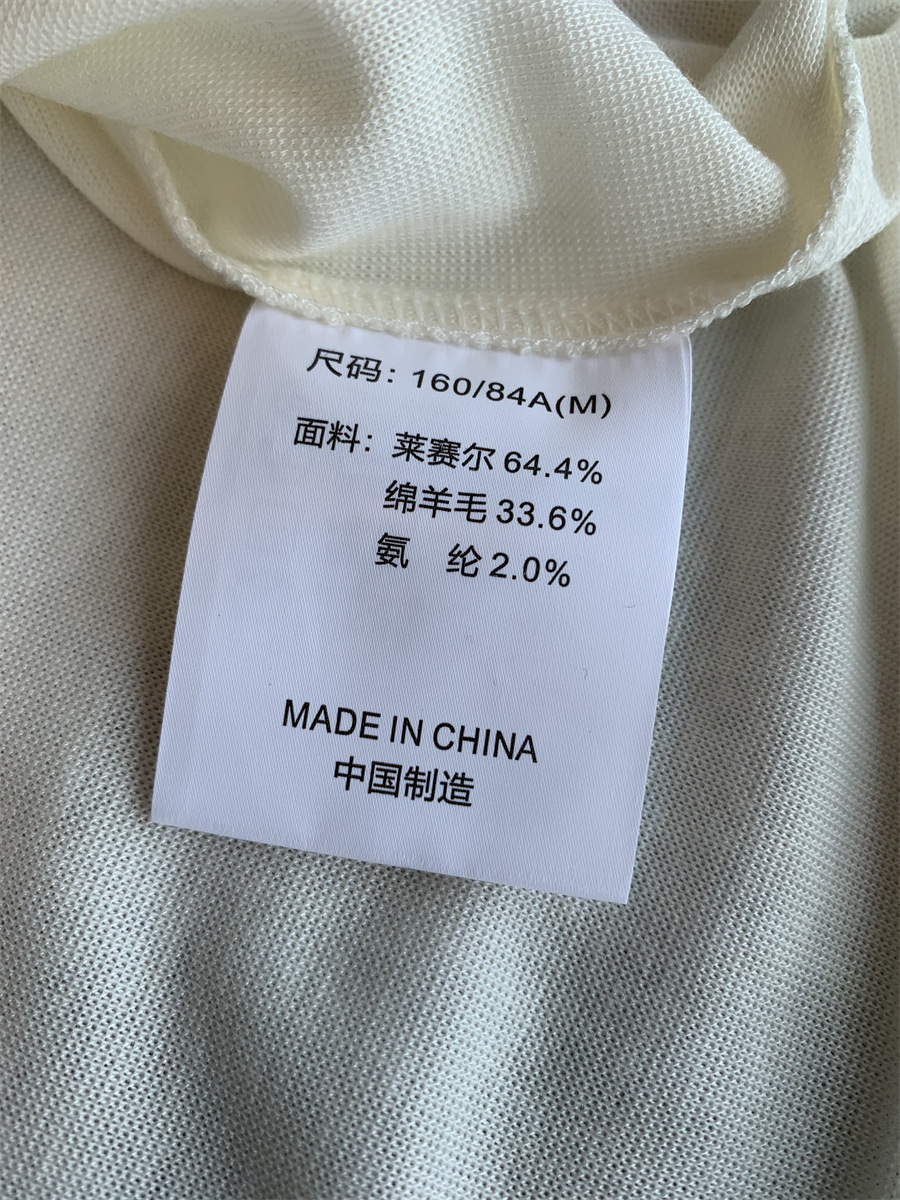 尺码：160/84A(M)
面料：莱赛尔 64.4%
绵羊毛 33.6%
氨 纶 2.0%
MADE IN CHINA
中国制造